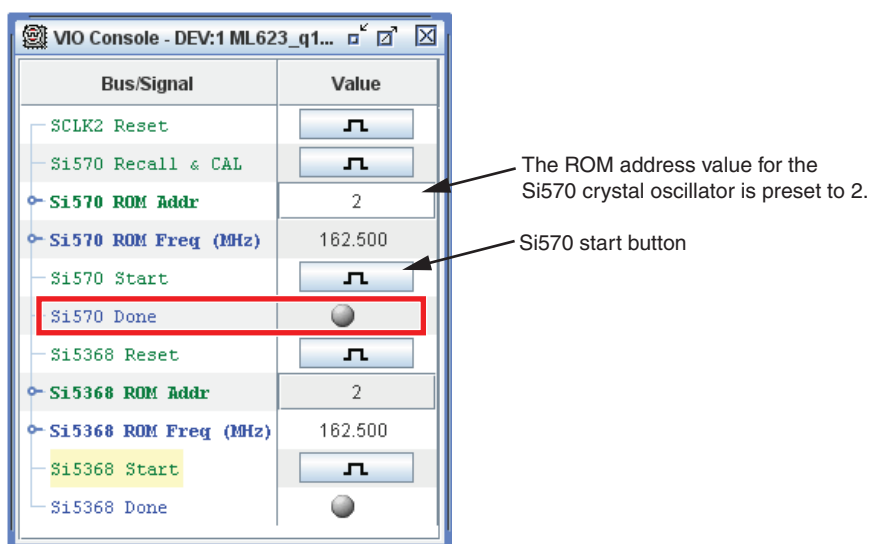 VIO Console - DEV:1 ML623_q1...
Bus/Signal Value
SCLK2 Reset
Si570 Recall & CAL
Si570 ROM Addr 2
Si570 ROM Freq (MHz) 162.500
Si570 Start
Si570 Done
Si5368 Reset
Si5368 ROM Addr 2
Si5368 ROM Freq (MHz) 162.500
Si5368 Start
Si5368 Done
The ROM address value for the
Si570 crystal oscillator is preset to 2.
Si570 start button